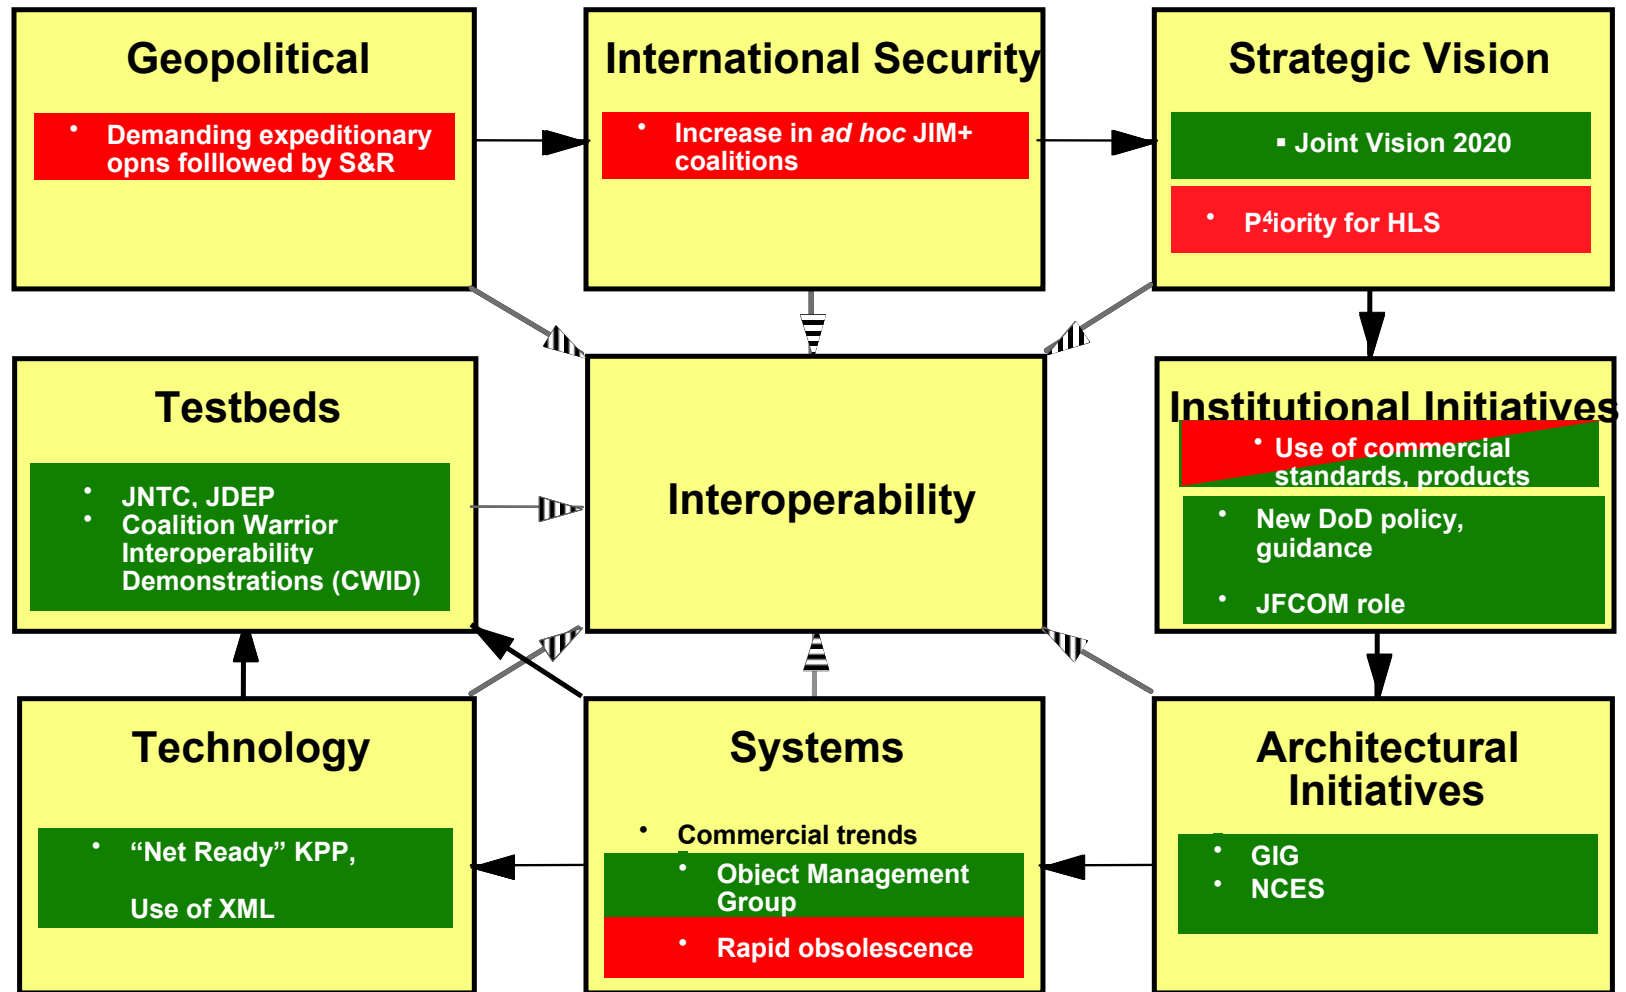 Geopolitical
• Demanding expeditionary
opns folllowed by S&R
International Security
• Increase in ad hoc JIM+
coalitions
Strategic Vision
▪ Joint Vision 2020
• Priority for HLS
4
Testbeds
• JNTC, JDEP
• Coalition Warrior
Interoperability
Demonstrations (CWID)
Interoperability
Institutional Initiatives
• Use of commercial
standards, products
• New DoD policy,
guidance
• JFCOM role
Technology
• “Net Ready” KPP,
Use of XML
Systems
• Commercial trends
• Object Management
Group
• Rapid obsolescence
Architectural
Initiatives
• GIG
• NCES